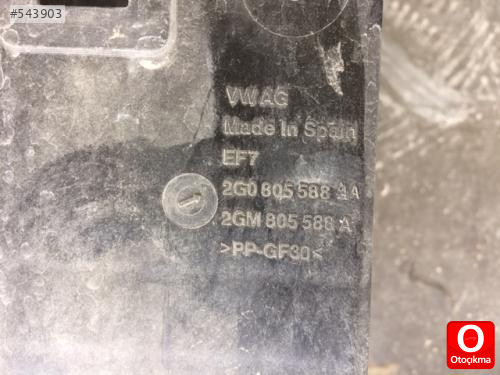 #543903
VW AG
Made In Spain
EF7
2G0 805 588 AA
2GM 805 588 A
>PP-GF30<
O
Otoçıkma